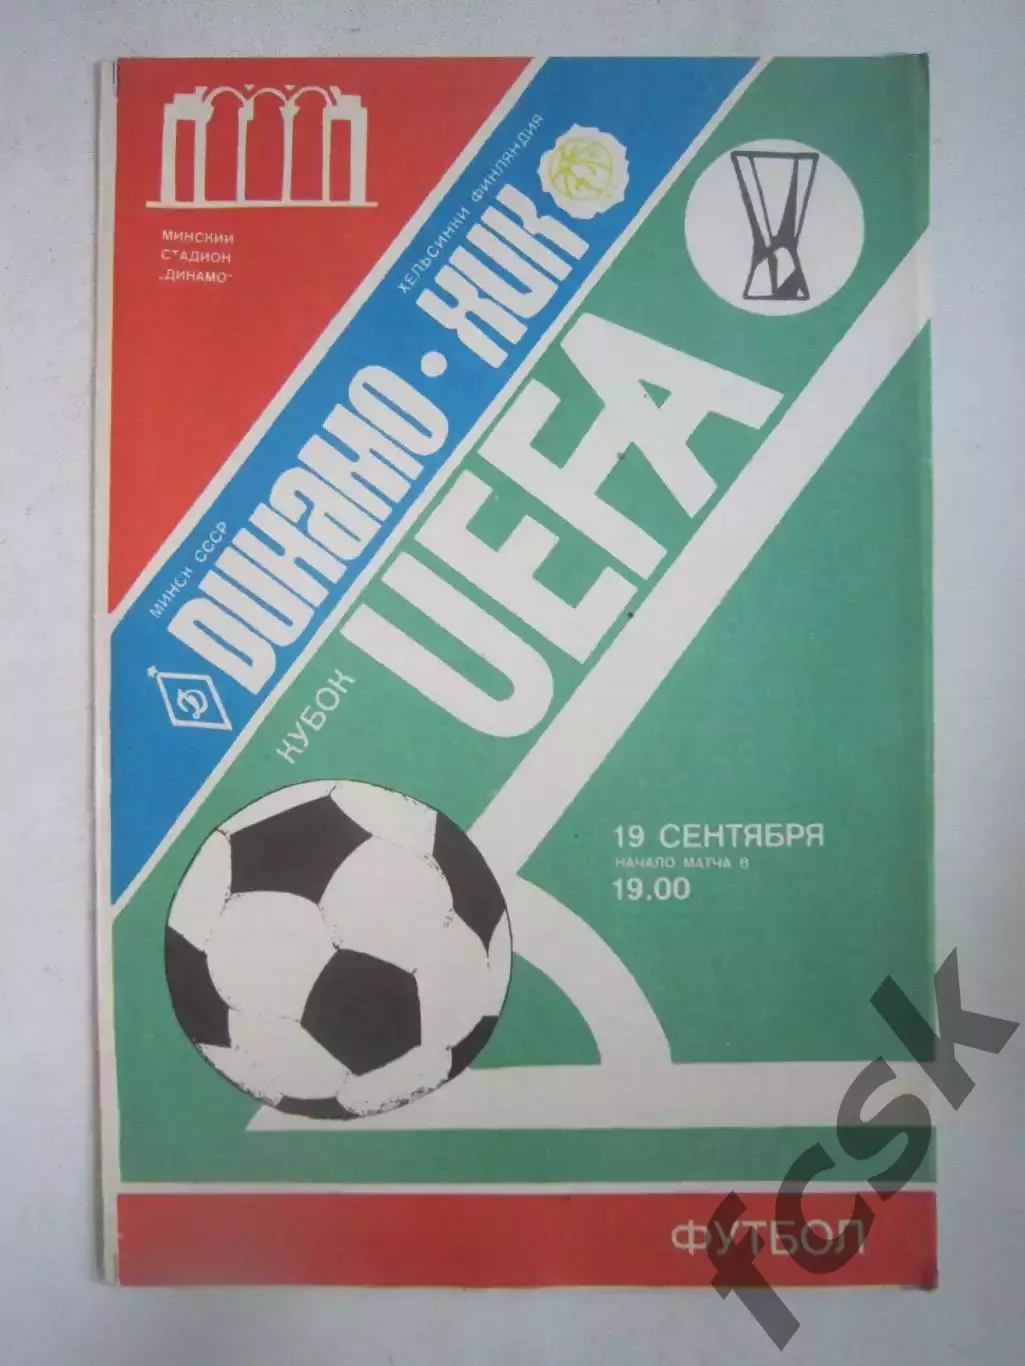 МИНСКИЙ
СТАДИОН
„ДИНАМО“
МИНСК СССР
ХЕЛЬСИНКИ ФИНЛЯНДИЯ
ДИНАМО • ХИК
Д
КУБОК
UEFA
19 СЕНТЯБРЯ
НАЧАЛО МАТЧА В
19.00
ФУТБОЛ
fcsk